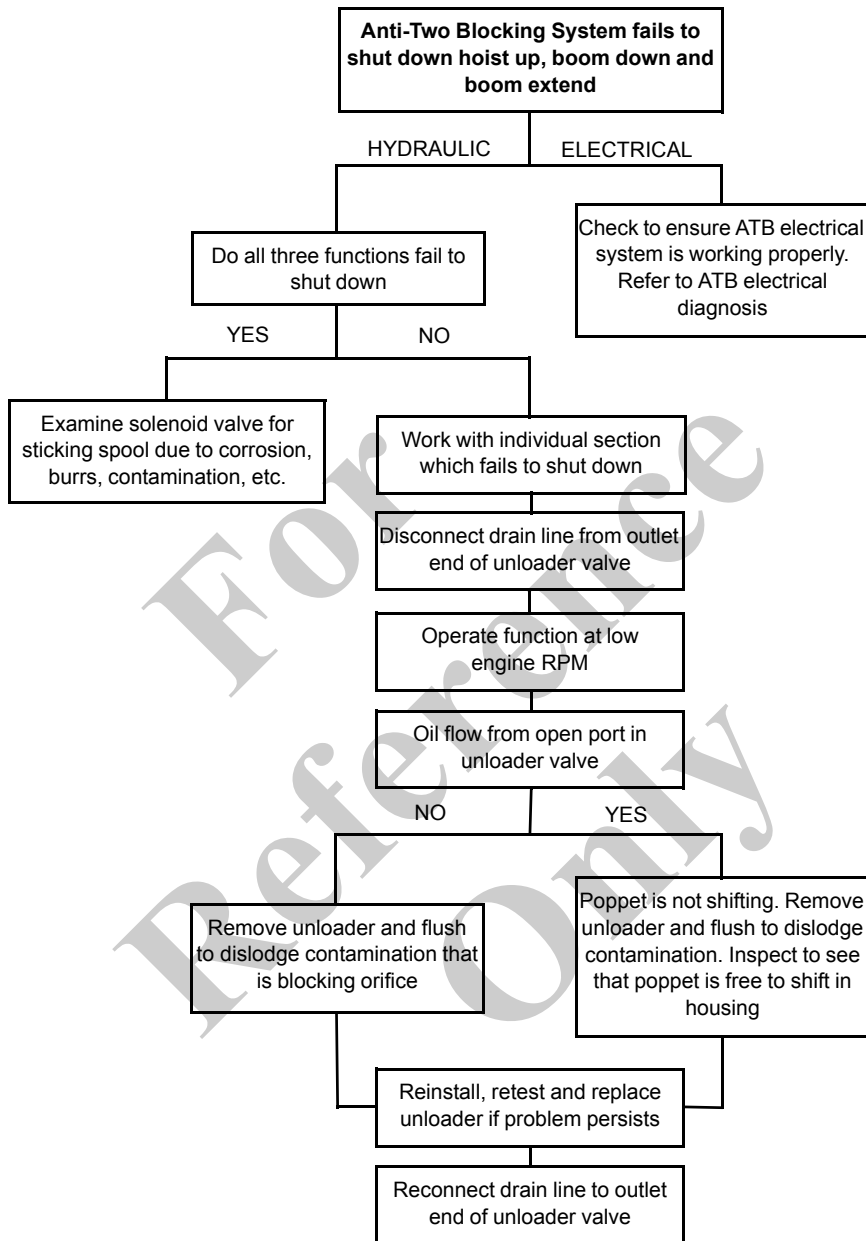 Anti-Two Blocking System fails to
shut down hoist up, boom down and
boom extend
HYDRAULIC
ELECTRICAL
Do all three functions fail to
shut down
Check to ensure ATB electrical
system is working properly.
Refer to ATB electrical
diagnosis
YES
NO
Examine solenoid valve for
sticking spool due to corrosion,
burrs, contamination, etc.
Work with individual section
which fails to shut down
Disconnect drain line from outlet
end of unloader valve
Operate function at low
engine RPM
Oil flow from open port in
unloader valve
NO
YES
Remove unloader and flush
to dislodge contamination that
is blocking orifice
Poppet is not shifting. Remove
unloader and flush to dislodge
contamination. Inspect to see
that poppet is free to shift in
housing
Reinstall, retest and replace
unloader if problem persists
Reconnect drain line to outlet
end of unloader valve
For
Reference
Only